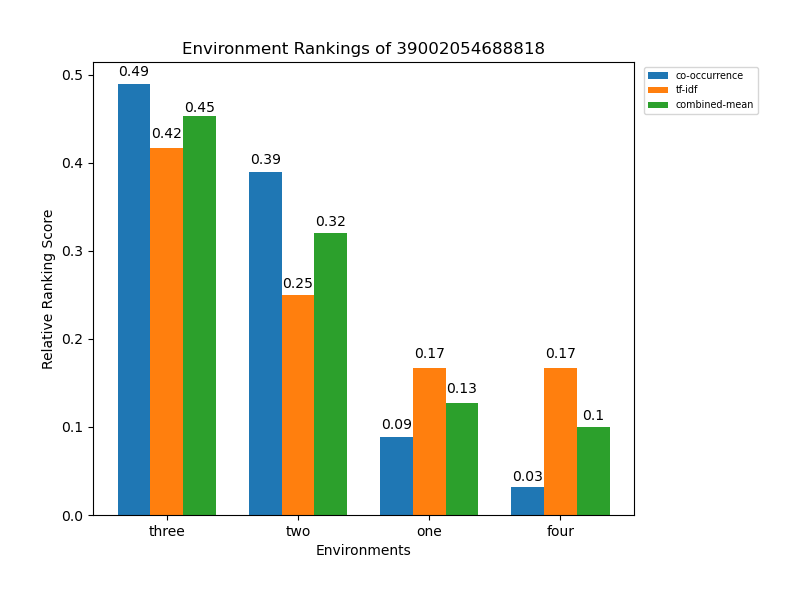 Environment Rankings of 39002054688818
co-occurrence
tf-idf
combined-mean
Relative Ranking Score
0.5
0.4
0.3
0.2
0.1
0.0
0.49
0.42
0.45
0.39
0.25
0.32
0.09
0.17
0.13
0.03
0.17
0.1
three two one four
Environments